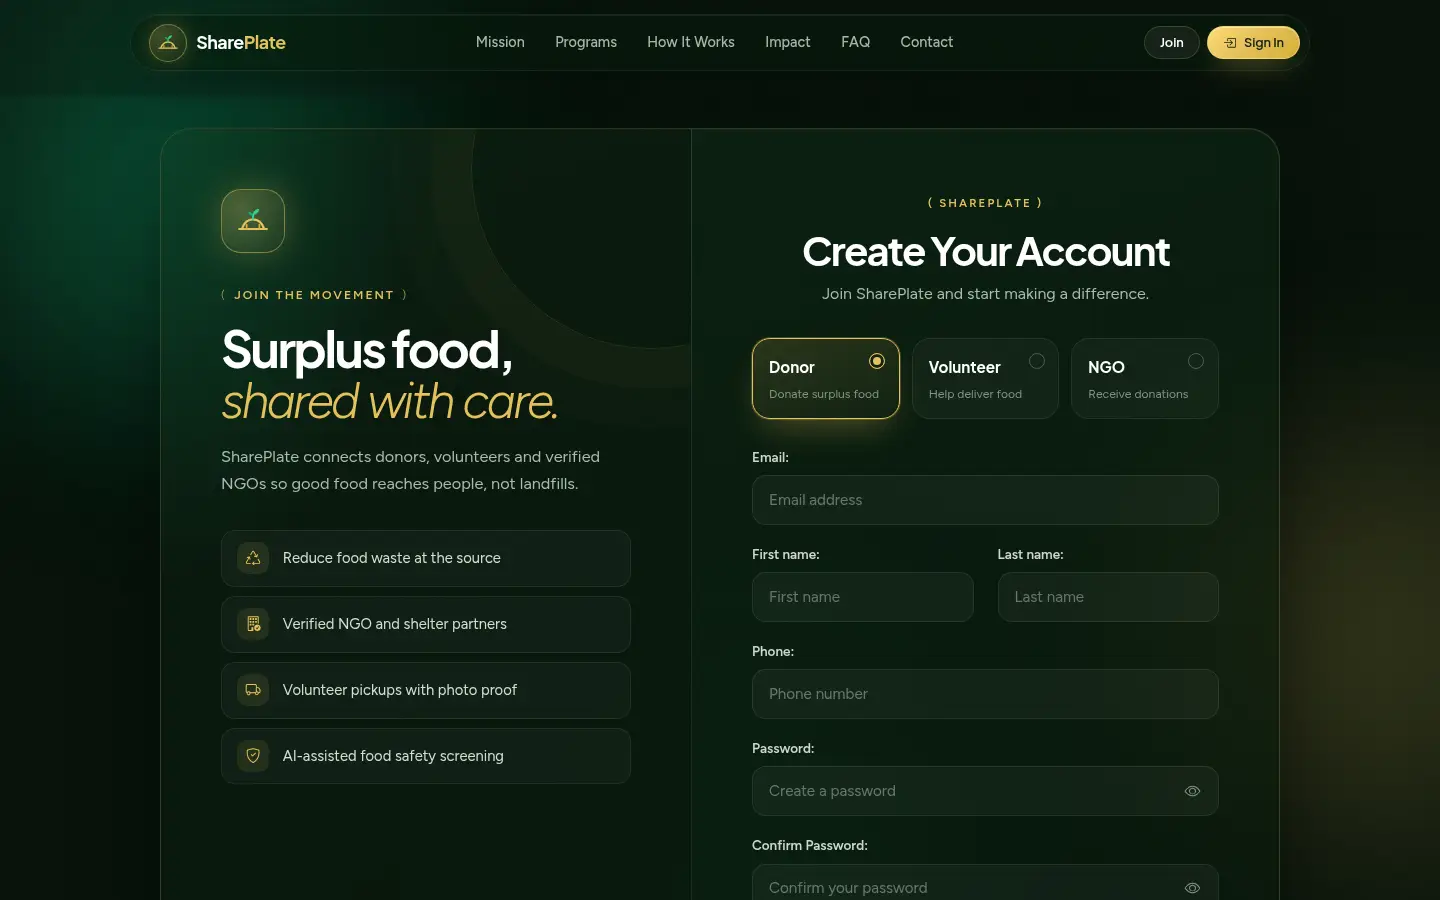 SharePlate
Mission
Programs
How It Works
Impact
FAQ
Contact
Join
Sign In
( JOIN THE MOVEMENT )
Surplus food,
shared with care.
SharePlate connects donors, volunteers and verified
NGOs so good food reaches people, not landfills.
Reduce food waste at the source
Verified NGO and shelter partners
Volunteer pickups with photo proof
AI-assisted food safety screening
( SHAREPLATE )
Create Your Account
Join SharePlate and start making a difference.
Donor
Donate surplus food
Volunteer
Help deliver food
NGO
Receive donations
Email:
Email address
First name:
First name
Last name:
Last name
Phone:
Phone number
Password:
Create a password
Confirm Password:
Confirm your password